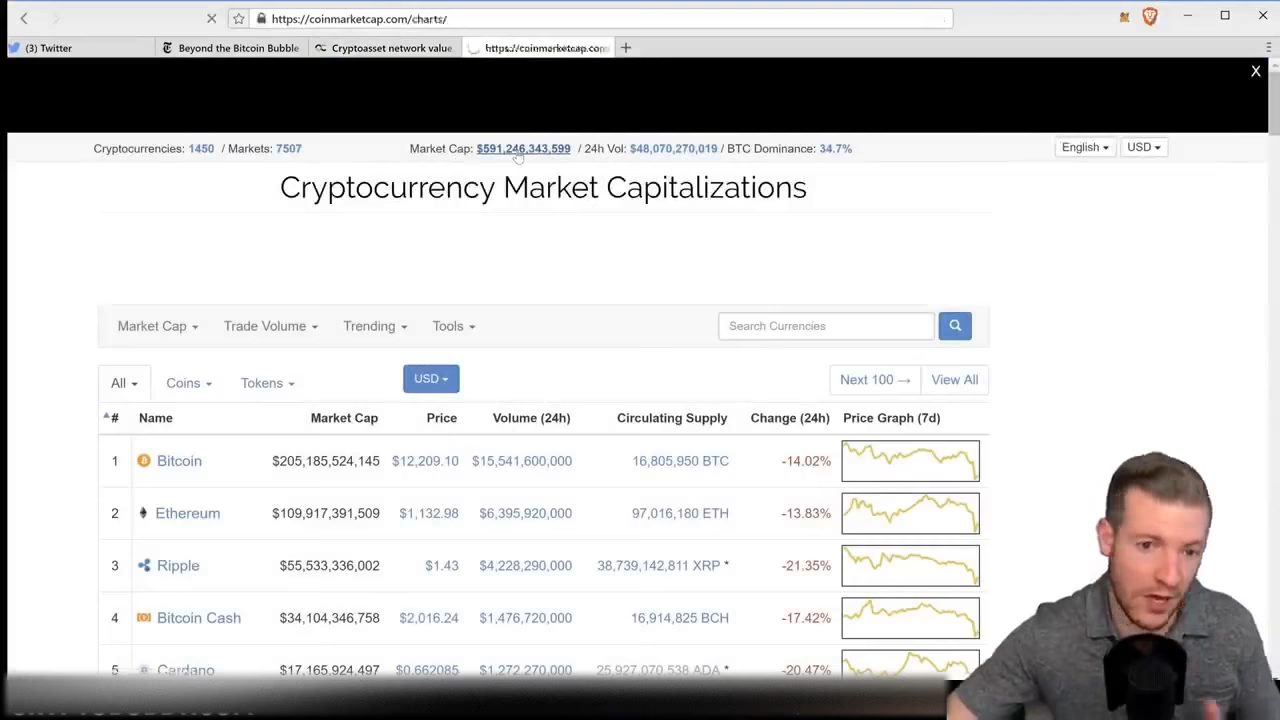 https://coinmarketcap.com/charts/
(3) Twitter
Beyond the Bitcoin Bubble
Cryptoasset network value
https://coinmarketcap.com
X
Cryptocurrencies: 1450 / Markets: 7507
Market Cap: $591,246,343,599 / 24h Vol: $48,070,270,019 / BTC Dominance: 34.7%
English
USD
Cryptocurrency Market Capitalizations
Market Cap
Trade Volume
Trending
Tools
Search Currencies
All
Coins
Tokens
USD
Next 100 →
View All
# Name Market Cap Price Volume (24h) Circulating Supply Change (24h) Price Graph (7d)
1 Bitcoin $205,185,524,145 $12,209.10 $15,541,600,000 16,805,950 BTC -14.02%
2 Ethereum $109,917,391,509 $1,132.98 $6,395,920,000 97,016,180 ETH -13.83%
3 Ripple $55,533,336,002 $1.43 $4,228,290,000 38,739,142,811 XRP * -21.35%
4 Bitcoin Cash $34,104,346,758 $2,016.24 $1,476,720,000 16,914,825 BCH -17.42%
5 Cardano $17,165,924,497 $0.662085 $1,272,270,000 25,927,070,538 ADA * -20.47%